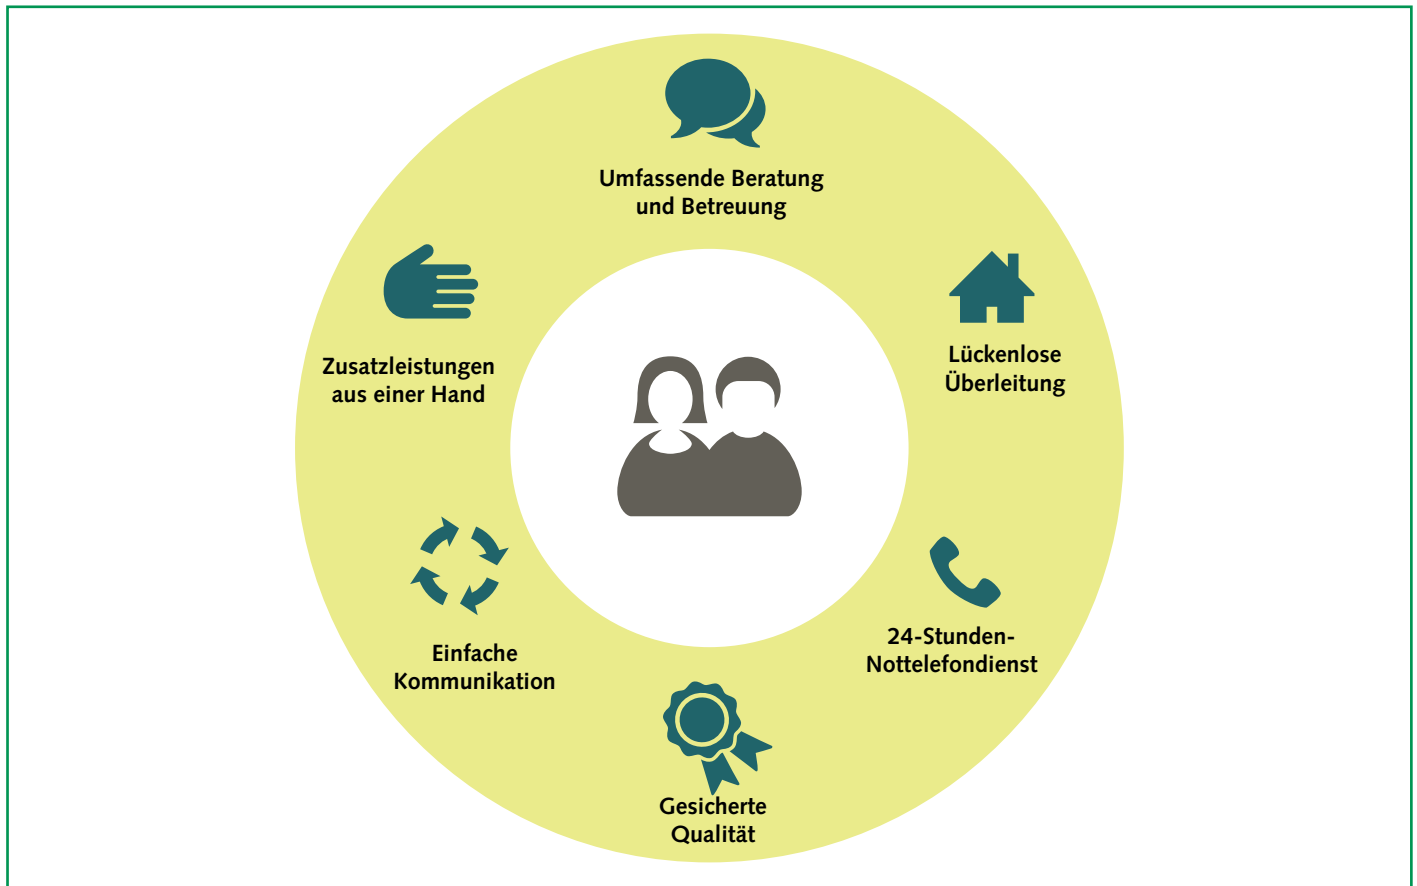 Umfassende Beratung
und Betreuung
Zusatzleistungen
aus einer Hand
Lückenlose
Überleitung
Einfache
Kommunikation
24-Stunden-
Nottelefondienst
Gesicherte
Qualität